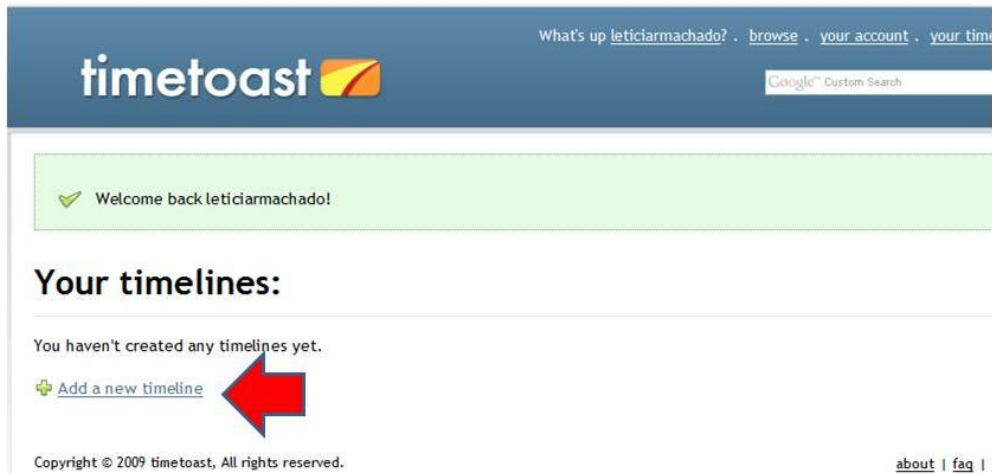 What's up leticiarmachado? . browse . your account . your time
timetoast
Google™ Custom Search
Welcome back leticiarmachado!
Your timelines:
You haven't created any timelines yet.
Add a new timeline
Copyright © 2009 timetoast, All rights reserved.
about | faq |